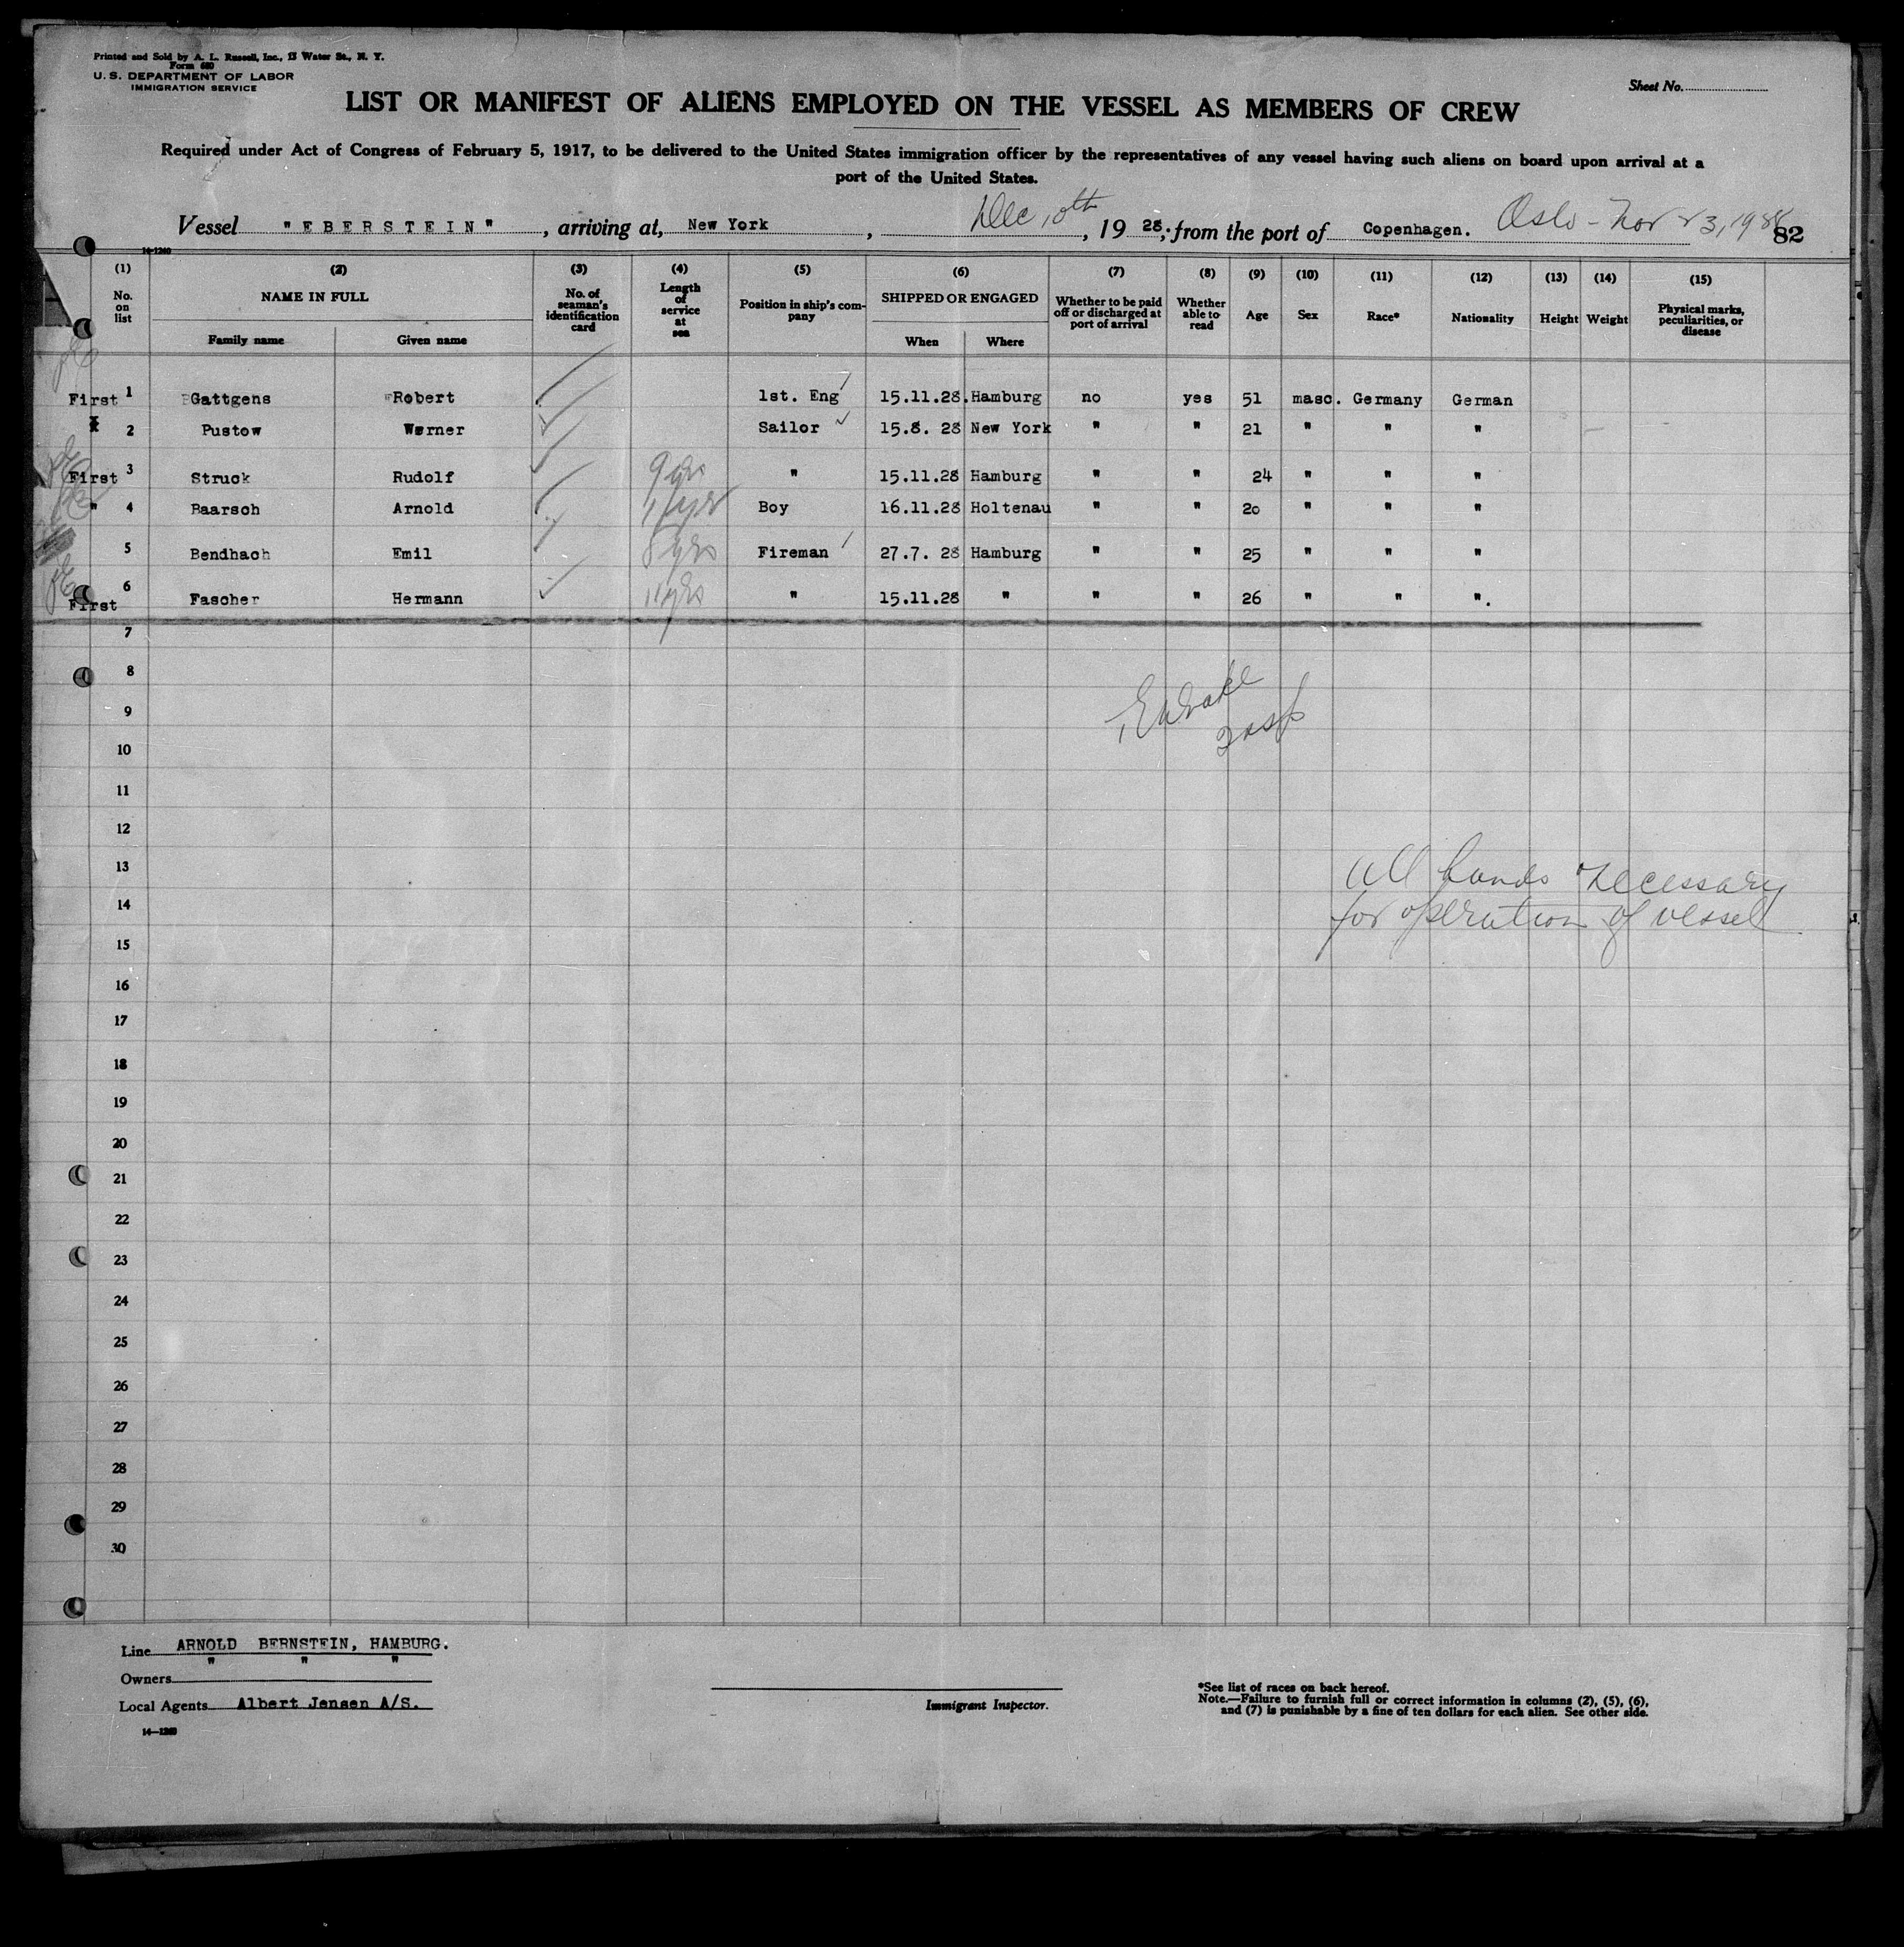 Printed and Sold by A. L. Russell, Inc., 13 Water St., N. Y.
Form 680
U. S. DEPARTMENT OF LABOR
IMMIGRATION SERVICE
Sheet No.
LIST OR MANIFEST OF ALIENS EMPLOYED ON THE VESSEL AS MEMBERS OF CREW
Required under Act of Congress of February 5, 1917, to be delivered to the United States immigration officer by the representatives of any vessel having such aliens on board upon arrival at a
port of the United States.
Vessel "EBERSTEIN", arriving at, New York, Dec 10th, 1928, from the port of Copenhagen. Oslo - Nov 23, 1928
82
14-1240
(1) (2) (3) (4) (5) (6) (7) (8) (9) (10) (11) (12) (13) (14) (15)
No. on list NAME IN FULL Family name Given name No. of seaman's identification card Length of service at sea Position in ship's company SHIPPED OR ENGAGED When Where Whether to be paid off or discharged at port of arrival Whether able to read Age Sex Race* Nationality Height Weight Physical marks, peculiarities, or disease
First 1 Gattgens Robert 1st. Eng 15.11.28. Hamburg no yes 51 masc. Germany German
X 2 Pustow Werner Sailor 15.8. 28 New York " " 21 " " "
First 3 Struck Rudolf 9 yrs " 15.11.28 Hamburg " " 24 " " "
" 4 Baarsch Arnold Boy 16.11.28 Holtenau " " 20 " " "
5 Bendhach Emil 8 yrs Fireman 27.7. 28 Hamburg " " 25 " " "
First 6 Fascher Hermann 11 yrs " 15.11.28 " " " 26 " " ".
7
8
9
10
11
12
13
All hands necessary
14
for operation of vessel
15
16
17
18
19
20
21
22
23
24
25
26
27
28
29
30
Line ARNOLD BERNSTEIN, HAMBURG.
Owners " " "
Local Agents Albert Jensen A/S.
14—1240
Immigrant Inspector.
*See list of races on back hereof.
Note.—Failure to furnish full or correct information in columns (2), (5), (6),
and (7) is punishable by a fine of ten dollars for each alien. See other side.